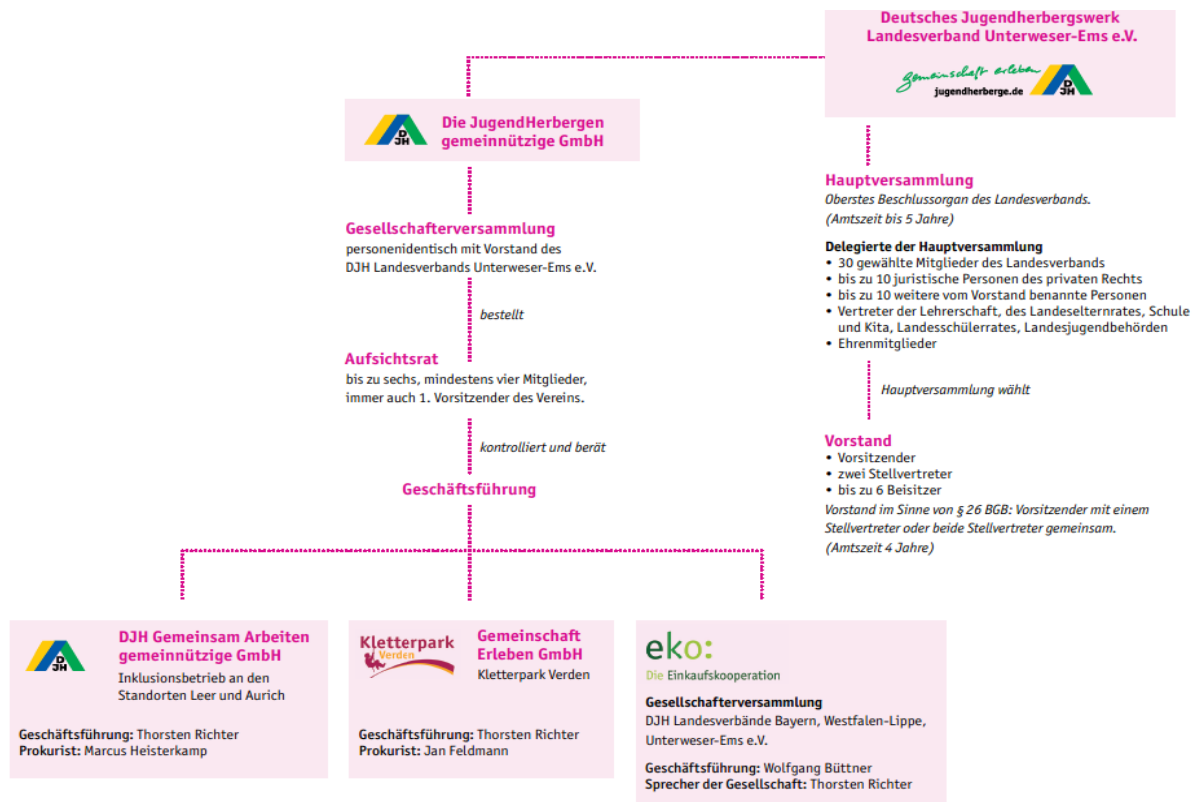 Deutsches Jugendherbergswerk
Landesverband Unterweser-Ems e.V.
gemeinschaft erleben
jugendherberge.de
DJH
DJH
Die JugendHerbergen
gemeinnützige GmbH
Gesellschafterversammlung
personenidentisch mit Vorstand des
DJH Landesverbands Unterweser-Ems e.V.
bestellt
Aufsichtsrat
bis zu sechs, mindestens vier Mitglieder,
immer auch 1. Vorsitzender des Vereins.
kontrolliert und berät
Geschäftsführung
Hauptversammlung
Oberstes Beschlussorgan des Landesverbands.
(Amtszeit bis 5 Jahre)
Delegierte der Hauptversammlung
• 30 gewählte Mitglieder des Landesverbands
• bis zu 10 juristische Personen des privaten Rechts
• bis zu 10 weitere vom Vorstand benannte Personen
• Vertreter der Lehrerschaft, des Landeselternrates, Schule
und Kita, Landesschülerrates, Landesjugendbehörden
• Ehrenmitglieder
Hauptversammlung wählt
Vorstand
• Vorsitzender
• zwei Stellvertreter
• bis zu 6 Beisitzer
Vorstand im Sinne von § 26 BGB: Vorsitzender mit einem
Stellvertreter oder beide Stellvertreter gemeinsam.
(Amtszeit 4 Jahre)
DJH
DJH Gemeinsam Arbeiten
gemeinnützige GmbH
Inklusionsbetrieb an den
Standorten Leer und Aurich
Geschäftsführung: Thorsten Richter
Prokurist: Marcus Heisterkamp
Kletterpark
Verden
Gemeinschaft
Erleben GmbH
Kletterpark Verden
Geschäftsführung: Thorsten Richter
Prokurist: Jan Feldmann
eko:
Die Einkaufskooperation
Gesellschafterversammlung
DJH Landesverbände Bayern, Westfalen-Lippe,
Unterweser-Ems e.V.
Geschäftsführung: Wolfgang Büttner
Sprecher der Gesellschaft: Thorsten Richter